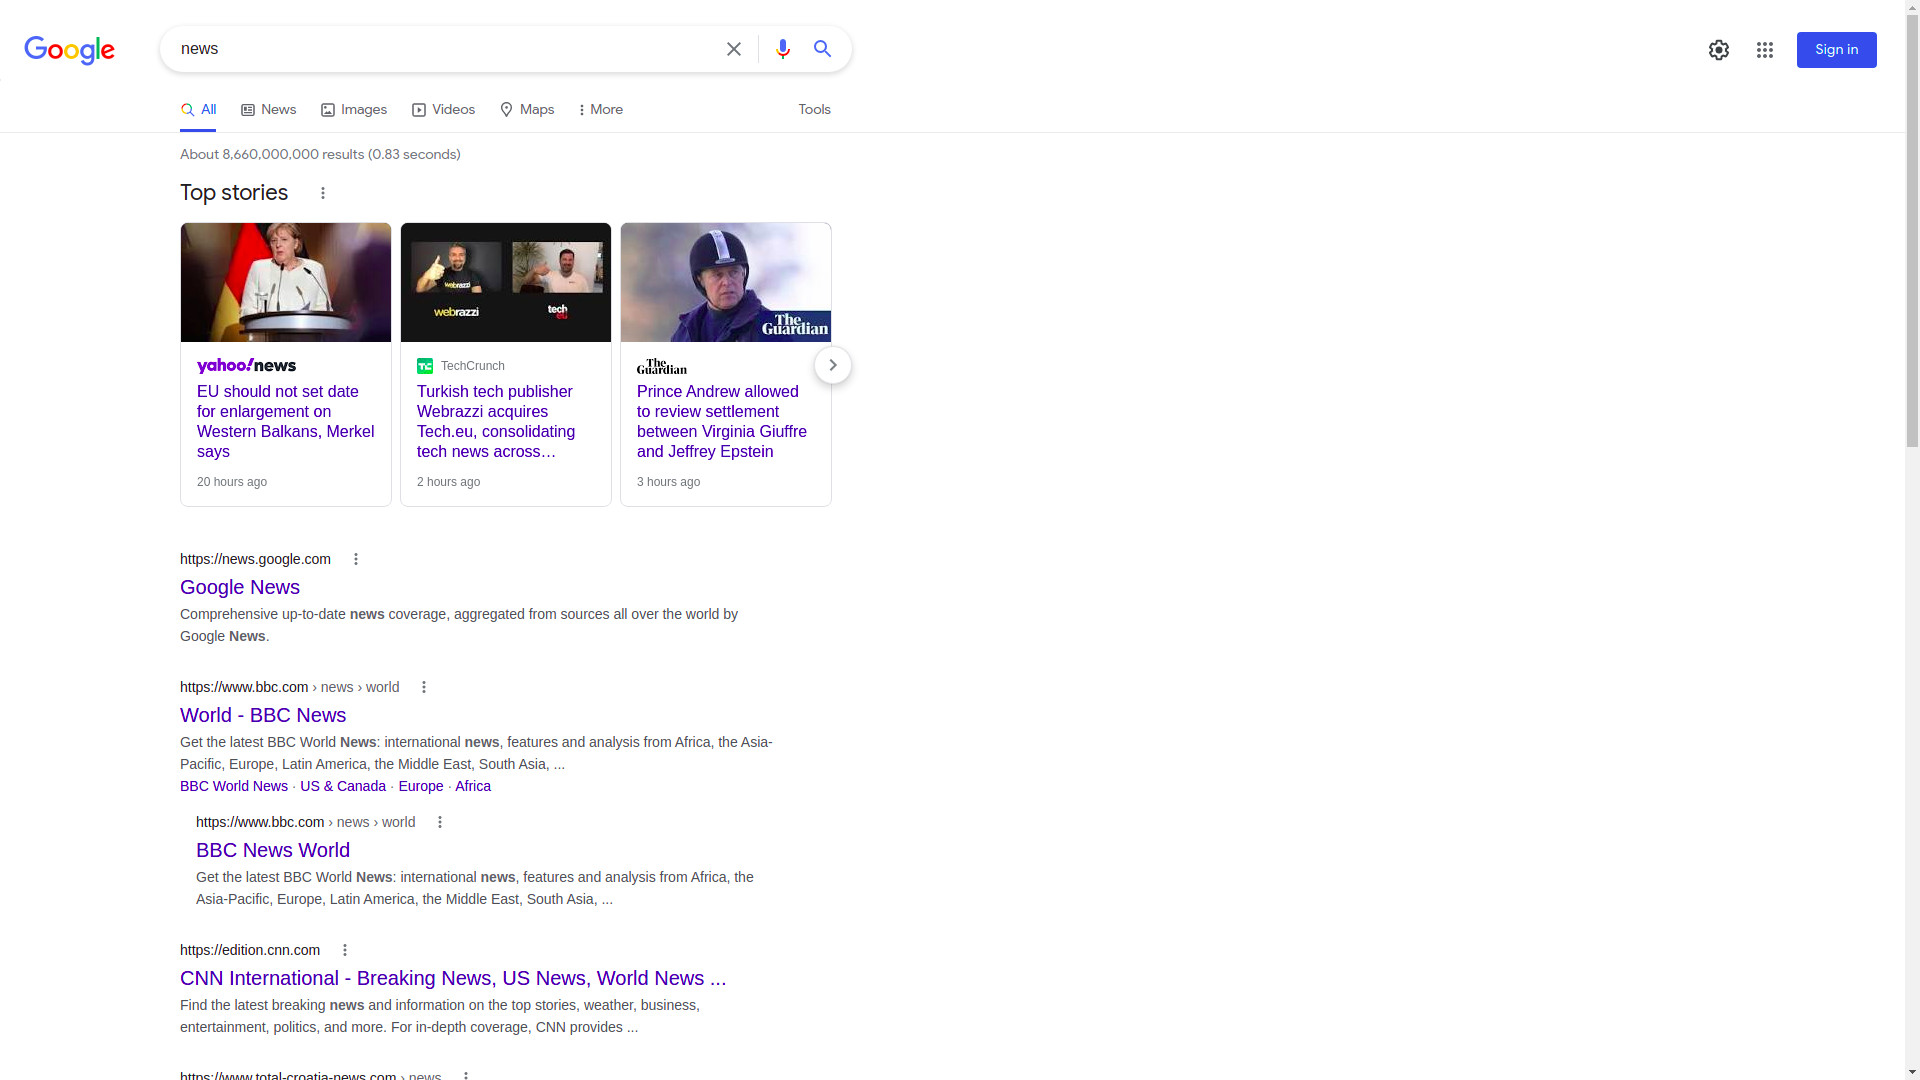 Google
news
Sign in
All
News
Images
Videos
Maps
More
Tools
About 8,660,000,000 results (0.83 seconds)
Top stories
webrazzi
webrazzi
tech
eu
The
Guardian
yahoo!news
EU should not set date
for enlargement on
Western Balkans, Merkel
says
20 hours ago
TechCrunch
Turkish tech publisher
Webrazzi acquires
Tech.eu, consolidating
tech news across…
2 hours ago
The
Guardian
Prince Andrew allowed
to review settlement
between Virginia Giuffre
and Jeffrey Epstein
3 hours ago
https://news.google.com
Google News
Comprehensive up-to-date news coverage, aggregated from sources all over the world by
Google News.
https://www.bbc.com › news › world
World - BBC News
Get the latest BBC World News: international news, features and analysis from Africa, the Asia-
Pacific, Europe, Latin America, the Middle East, South Asia, ...
BBC World News · US & Canada · Europe · Africa
https://www.bbc.com › news › world
BBC News World
Get the latest BBC World News: international news, features and analysis from Africa, the
Asia-Pacific, Europe, Latin America, the Middle East, South Asia, ...
https://edition.cnn.com
CNN International - Breaking News, US News, World News ...
Find the latest breaking news and information on the top stories, weather, business,
entertainment, politics, and more. For in-depth coverage, CNN provides ...
https://www.total-croatia-news.com › news